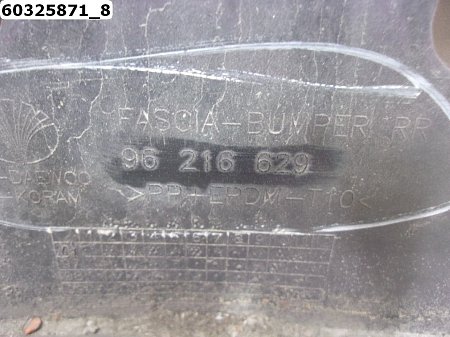 60325871_8
FASCIA-BUMPER, RR
96 216 629
DAEWOO
>PP+EPDM-T10<
KORAM